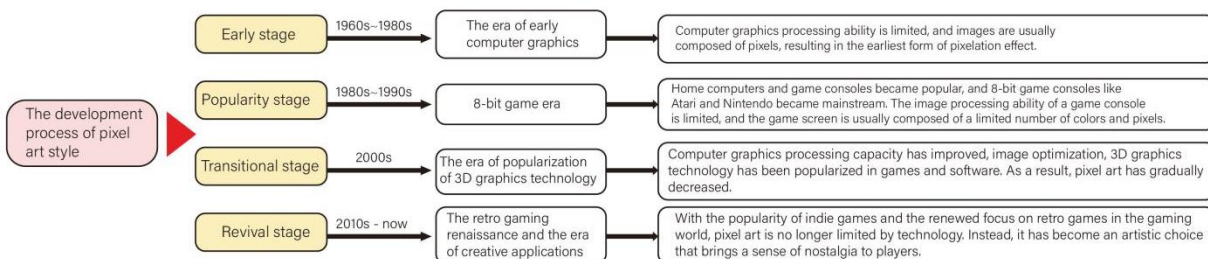 The development
process of pixel
art style
Early stage
1960s~1980s
The era of early
computer graphics
Computer graphics processing ability is limited, and images are usually
composed of pixels, resulting in the earliest form of pixelation effect.
Popularity stage
1980s~1990s
8-bit game era
Home computers and game consoles became popular, and 8-bit game consoles like
Atari and Nintendo became mainstream. The image processing ability of a game console
is limited, and the game screen is usually composed of a limited number of colors and pixels.
Transitional stage
2000s
The era of popularization
of 3D graphics technology
Computer graphics processing capacity has improved, image optimization, 3D graphics
technology has been popularized in games and software. As a result, pixel art has gradually
decreased.
Revival stage
2010s - now
The retro gaming
renaissance and the era
of creative applications
With the popularity of indie games and the renewed focus on retro games in the gaming
world, pixel art is no longer limited by technology. Instead, it has become an artistic choice
that brings a sense of nostalgia to players.